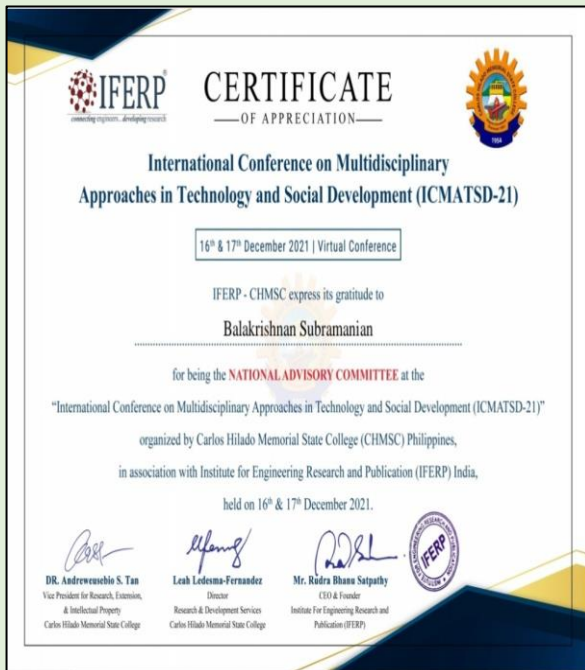 IFERP
connecting engineers... developing research
CERTIFICATE
OF APPRECIATION
1954
International Conference on Multidisciplinary
Approaches in Technology and Social Development (ICMATSD-21)
16th & 17th December 2021 | Virtual Conference
IFERP - CHMSC express its gratitude to
Balakrishnan Subramanian
for being the NATIONAL ADVISORY COMMITTEE at the
“International Conference on Multidisciplinary Approaches in Technology and Social Development (ICMATSD-21)”
organized by Carlos Hilado Memorial State College (CHMSC) Philippines,
in association with Institute for Engineering Research and Publication (IFERP) India,
held on 16th & 17th December 2021.
DR. Andreweusebio S. Tan
Vice President for Research, Extension,
& Intellectual Property
Carlos Hilado Memorial State College
Leah Ledesma-Fernandez
Director
Research & Development Services
Carlos Hilado Memorial State College
Mr. Rudra Bhanu Satpathy
CEO & Founder
Institute For Engineering Research and
Publication (IFERP)
IFERP